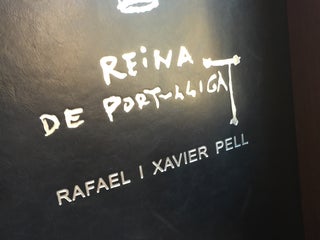 REINA
DE PORTLLIGAT
RAFAEL I XAVIER PELL